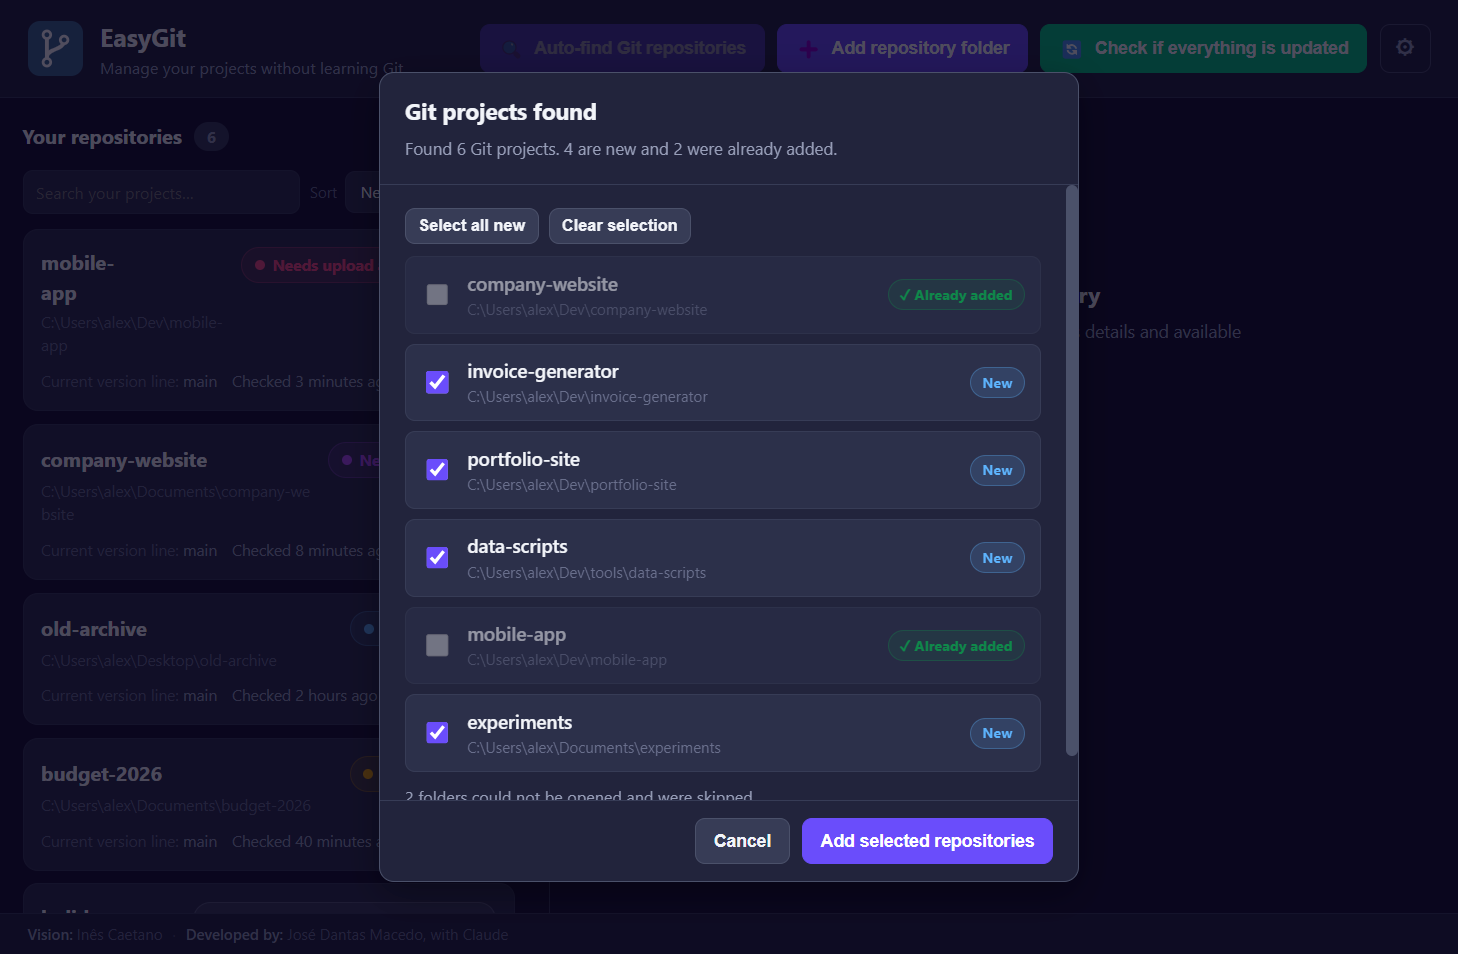 EasyGit
Manage your projects without learning Git
Auto-find Git repositories
Add repository folder
Check if everything is updated
Your repositories 6
Search your projects...
Sort
mobile-
app
Needs upload
C:\Users\alex\Dev\mobile-
app
Current version line: main Checked 3 minutes
company-website
C:\Users\alex\Documents\company-we
bsite
Current version line: main Checked 8 minutes
old-archive
C:\Users\alex\Desktop\old-archive
Current version line: main Checked 2 hours ago
budget-2026
C:\Users\alex\Documents\budget-2026
Current version line: main Checked 40 minutes
Git projects found
Found 6 Git projects. 4 are new and 2 were already added.
Select all new
Clear selection
company-website
C:\Users\alex\Dev\company-website
✓ Already added
invoice-generator
C:\Users\alex\Dev\invoice-generator
New
portfolio-site
C:\Users\alex\Dev\portfolio-site
New
data-scripts
C:\Users\alex\Dev\tools\data-scripts
New
mobile-app
C:\Users\alex\Dev\mobile-app
✓ Already added
experiments
C:\Users\alex\Documents\experiments
New
2 folders could not be opened and were skipped
Cancel
Add selected repositories
details and available
Vision: Inês Caetano · Developed by: José Dantas Macedo, with Claude